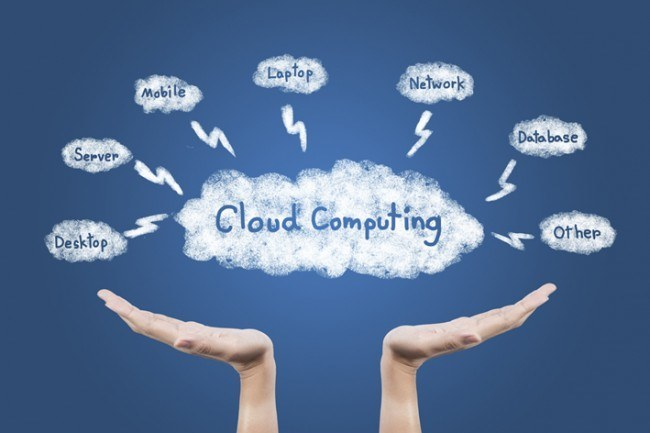 Laptop
Mobile
Network
Server
Database
Desktop
Cloud Computing
Other